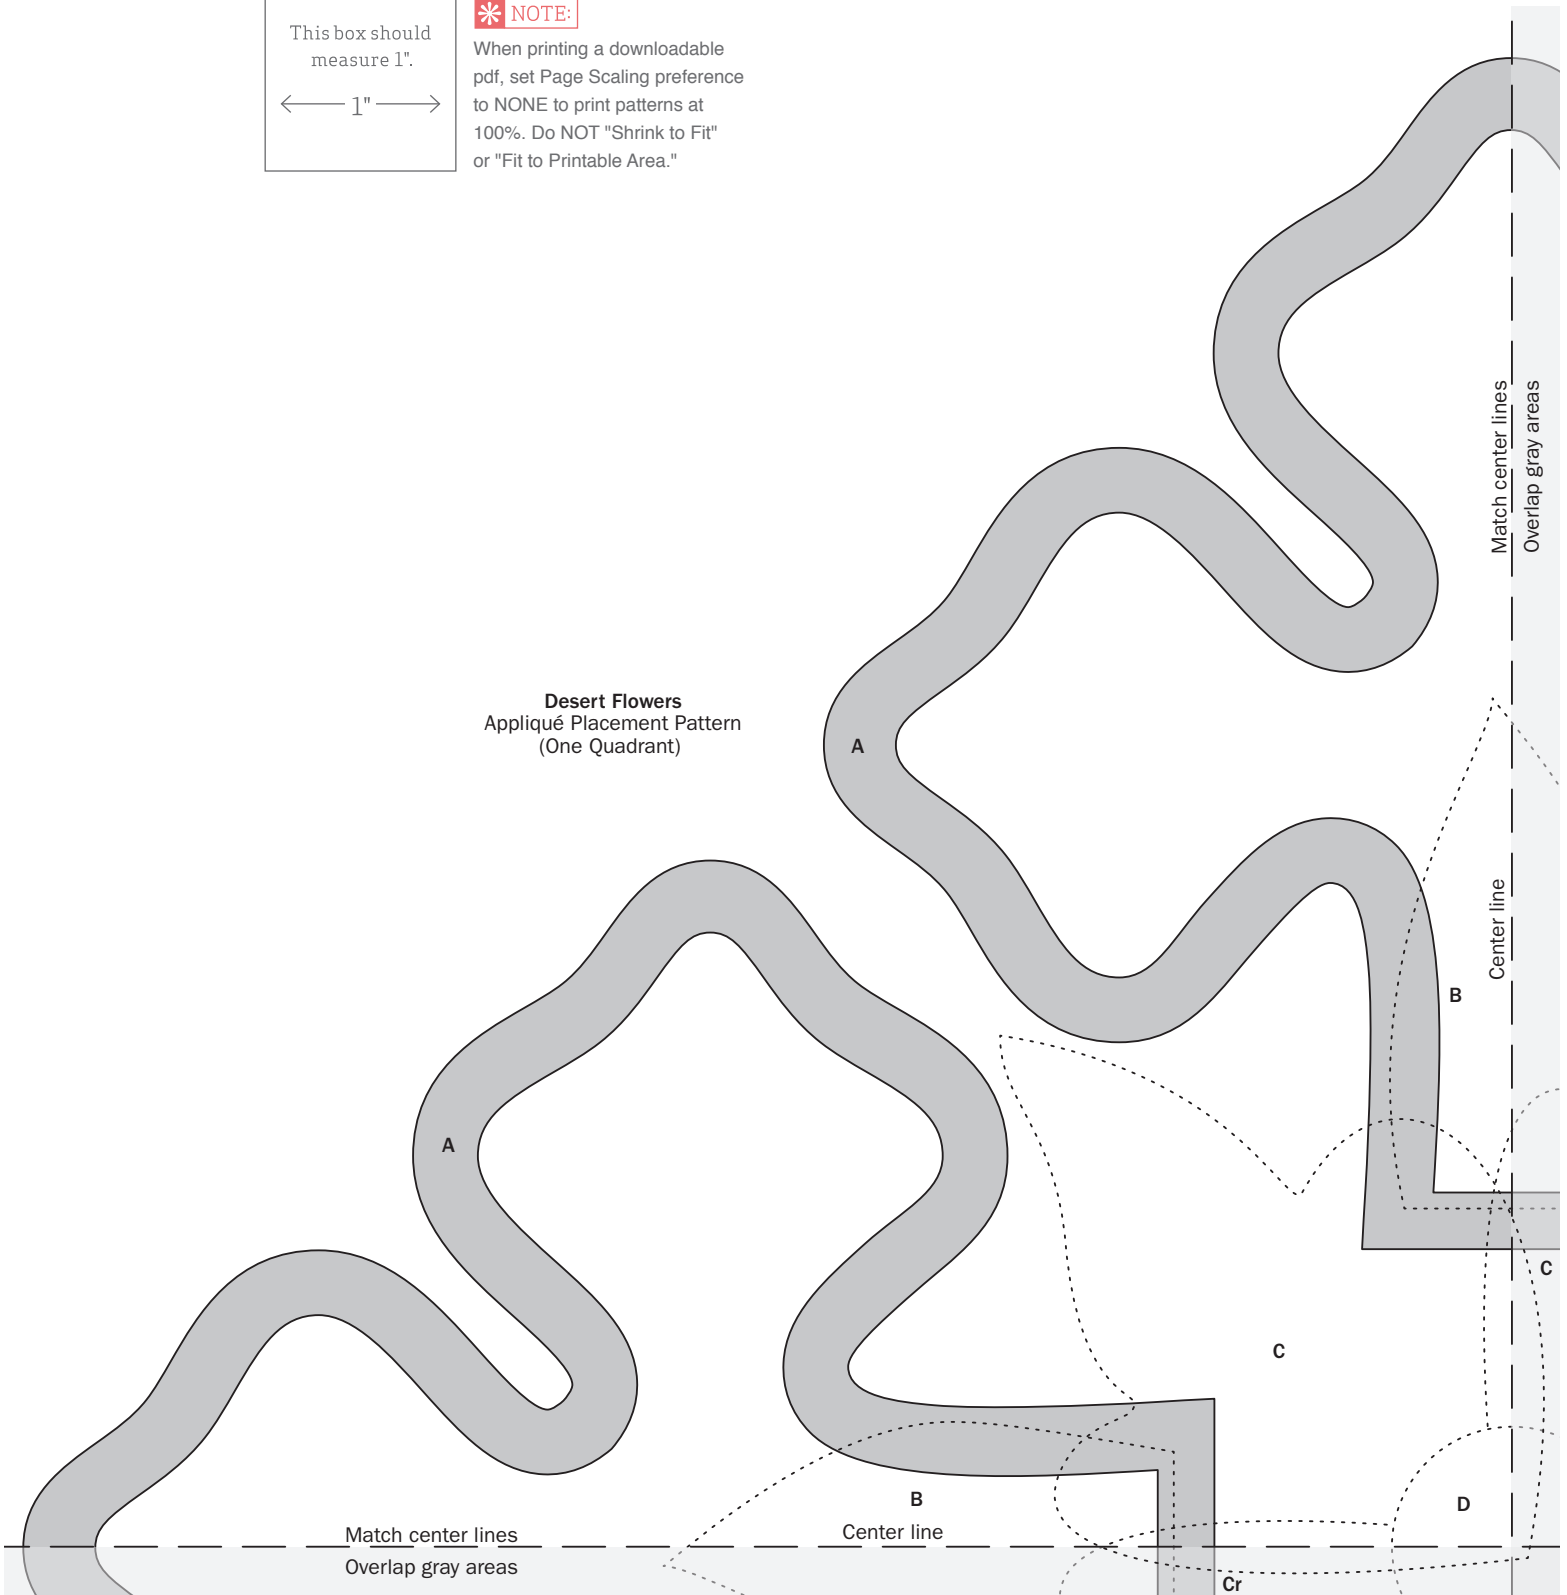 This box should
measure 1".
1"
NOTE:
When printing a downloadable
pdf, set Page Scaling preference
to NONE to print patterns at
100%. Do NOT "Shrink to Fit"
or "Fit to Printable Area."
Match center lines
Overlap gray areas
Desert Flowers
Appliqué Placement Pattern
(One Quadrant)
A
Center line
B
A
C
C
B
D
Match center lines
Center line
Overlap gray areas
Cr